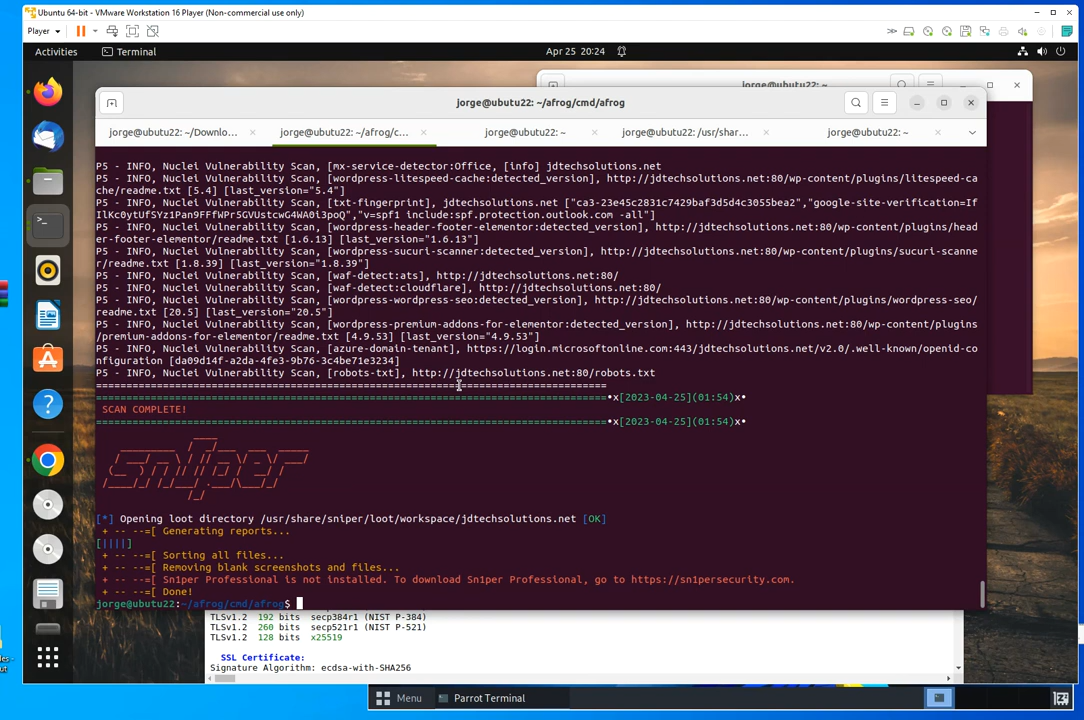 Ubuntu 64-bit - VMware Workstation 16 Player (Non-commercial use only)
Player
Activities
Terminal
Apr 25 20:24
jorge@ubutu22: ~
jorge@ubutu22: ~/afrog/cmd/afrog
jorge@ubutu22: ~/Downlo...
jorge@ubutu22: ~/afrog/c...
jorge@ubutu22: ~
jorge@ubutu22: /usr/shar...
jorge@ubutu22: ~
P5 - INFO, Nuclei Vulnerability Scan, [mx-service-detector:Office, [info] jdtechsolutions.net
P5 - INFO, Nuclei Vulnerability Scan, [wordpress-litespeed-cache:detected_version], http://jdtechsolutions.net:80/wp-content/plugins/litespeed-ca
che/readme.txt [5.4] [last_version="5.4"]
P5 - INFO, Nuclei Vulnerability Scan, [txt-fingerprint], jdtechsolutions.net ["ca3-23e45c2831c7429baf3d5d4c3055bea2","google-site-verification=If
IlKc0ytUfSYz1Pan9FFfWPr5GVUstcwG4WA0i3poQ","v=spf1 include:spf.protection.outlook.com -all"]
P5 - INFO, Nuclei Vulnerability Scan, [wordpress-header-footer-elementor:detected_version], http://jdtechsolutions.net:80/wp-content/plugins/head
er-footer-elementor/readme.txt [1.6.13] [last_version="1.6.13"]
P5 - INFO, Nuclei Vulnerability Scan, [wordpress-sucuri-scanner:detected_version], http://jdtechsolutions.net:80/wp-content/plugins/sucuri-scanne
r/readme.txt [1.8.39] [last_version="1.8.39"]
P5 - INFO, Nuclei Vulnerability Scan, [waf-detect:ats], http://jdtechsolutions.net:80/
P5 - INFO, Nuclei Vulnerability Scan, [waf-detect:cloudflare], http://jdtechsolutions.net:80/
P5 - INFO, Nuclei Vulnerability Scan, [wordpress-wordpress-seo:detected_version], http://jdtechsolutions.net:80/wp-content/plugins/wordpress-seo/
readme.txt [20.5] [last_version="20.5"]
P5 - INFO, Nuclei Vulnerability Scan, [wordpress-premium-addons-for-elementor:detected_version], http://jdtechsolutions.net:80/wp-content/plugins
/premium-addons-for-elementor/readme.txt [4.9.53] [last_version="4.9.53"]
P5 - INFO, Nuclei Vulnerability Scan, [azure-domain-tenant], https://login.microsoftonline.com:443/jdtechsolutions.net/v2.0/.well-known/openid-co
nfiguration [da09d14f-a2da-4fe3-9b76-3c4be71e3234]
P5 - INFO, Nuclei Vulnerability Scan, [robots-txt], http://jdtechsolutions.net:80/robots.txt
=====================================================================================
=====================================================================================•x[2023-04-25](01:54)x•
SCAN COMPLETE!
=====================================================================================•x[2023-04-25](01:54)x•
[*] Opening loot directory /usr/share/sniper/loot/workspace/jdtechsolutions.net [OK]
+ -- --=[ Generating reports...
[||||]
+ -- --=[ Sorting all files...
+ -- --=[ Removing blank screenshots and files...
+ -- --=[ Sn1per Professional is not installed. To download Sn1per Professional, go to https://sn1persecurity.com.
+ -- --=[ Done!
jorge@ubutu22:~/afrog/cmd/afrog$
TLSv1.2 192 bits secp384r1 (NIST P-384)
TLSv1.2 260 bits secp521r1 (NIST P-521)
TLSv1.2 128 bits x25519
SSL Certificate:
Signature Algorithm: ecdsa-with-SHA256
Menu
Parrot Terminal